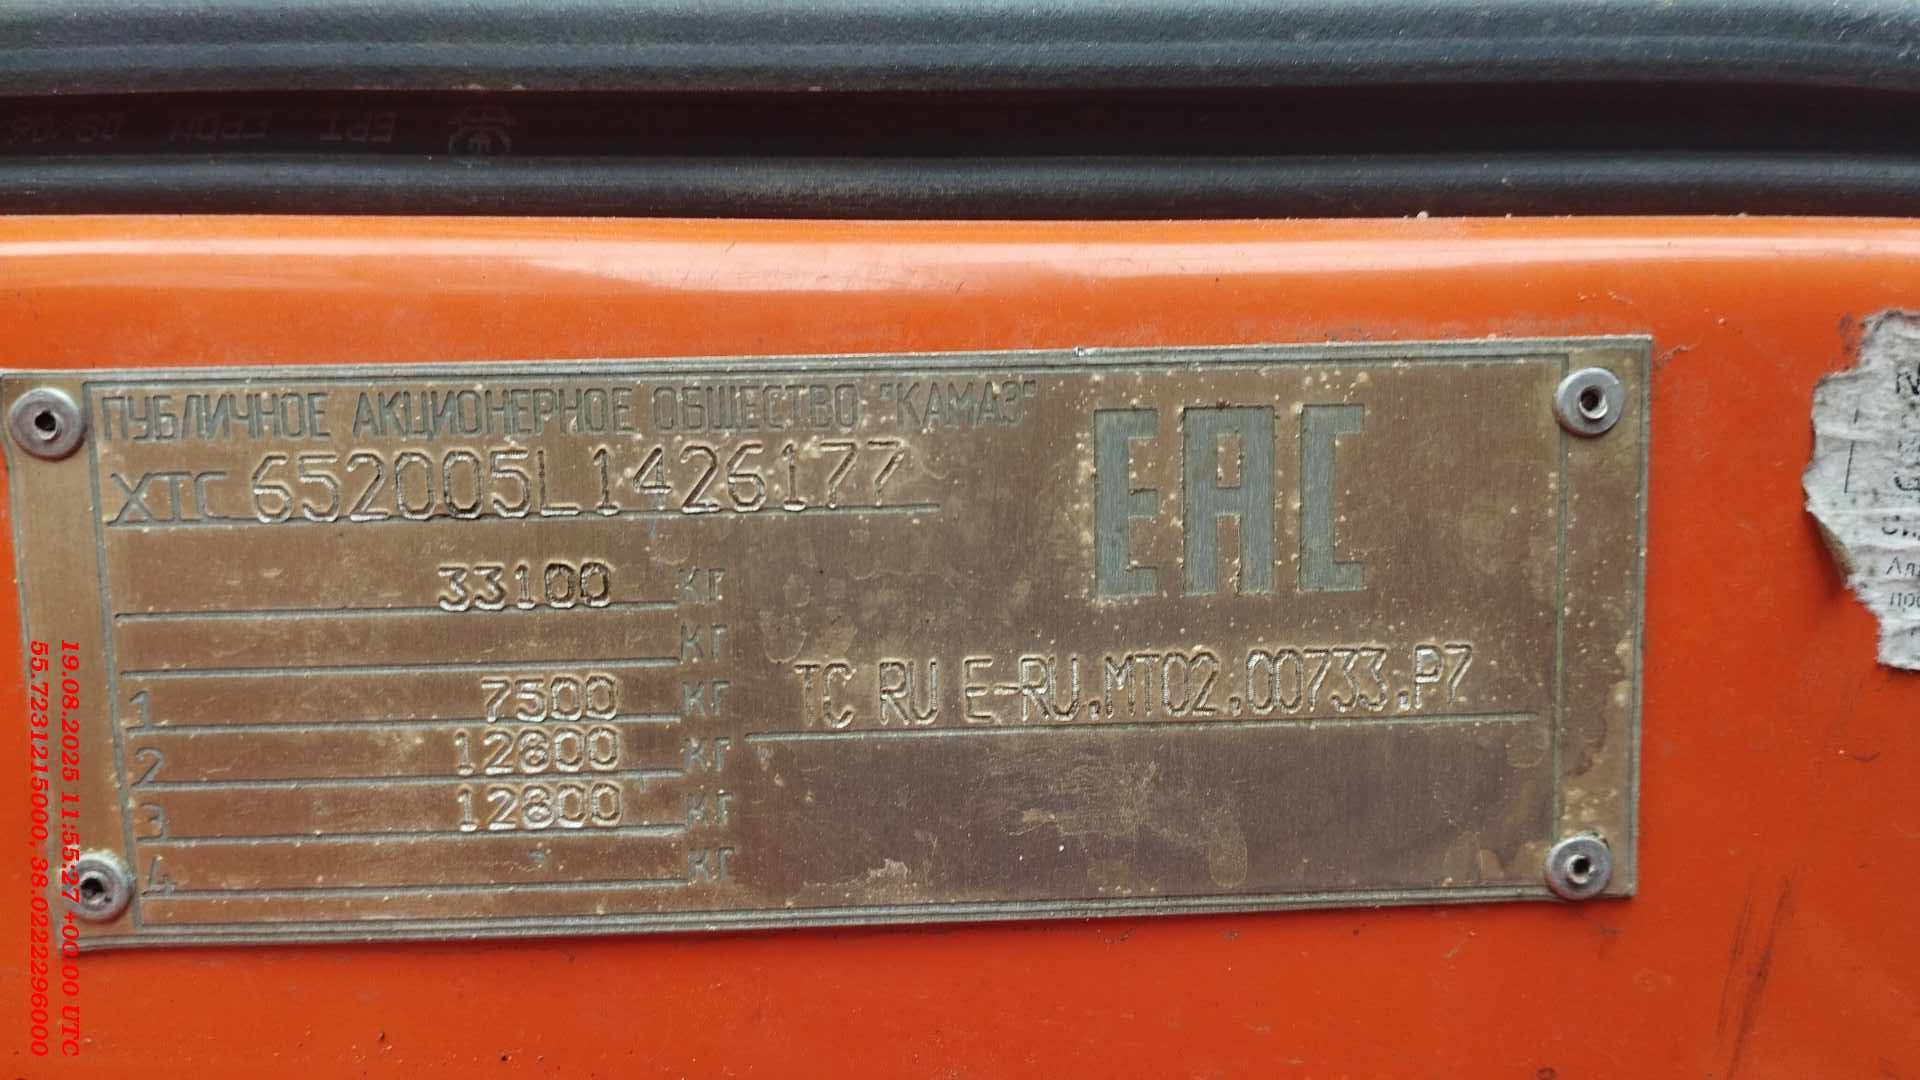 ПУБЛИЧНОЕ АКЦИОНЕРНОЕ ОБЩЕСТВО "КАМАЗ"
XTC 652005L1426177
EAC
33100 КГ
КГ
TC RU E-RU.MT02.00733.P7
1 7500 КГ
2 12800 КГ
3 12800 КГ
4 КГ
19.08.2025 11:55:27 +00:00 UTC
55.7231215000, 38.0222296000